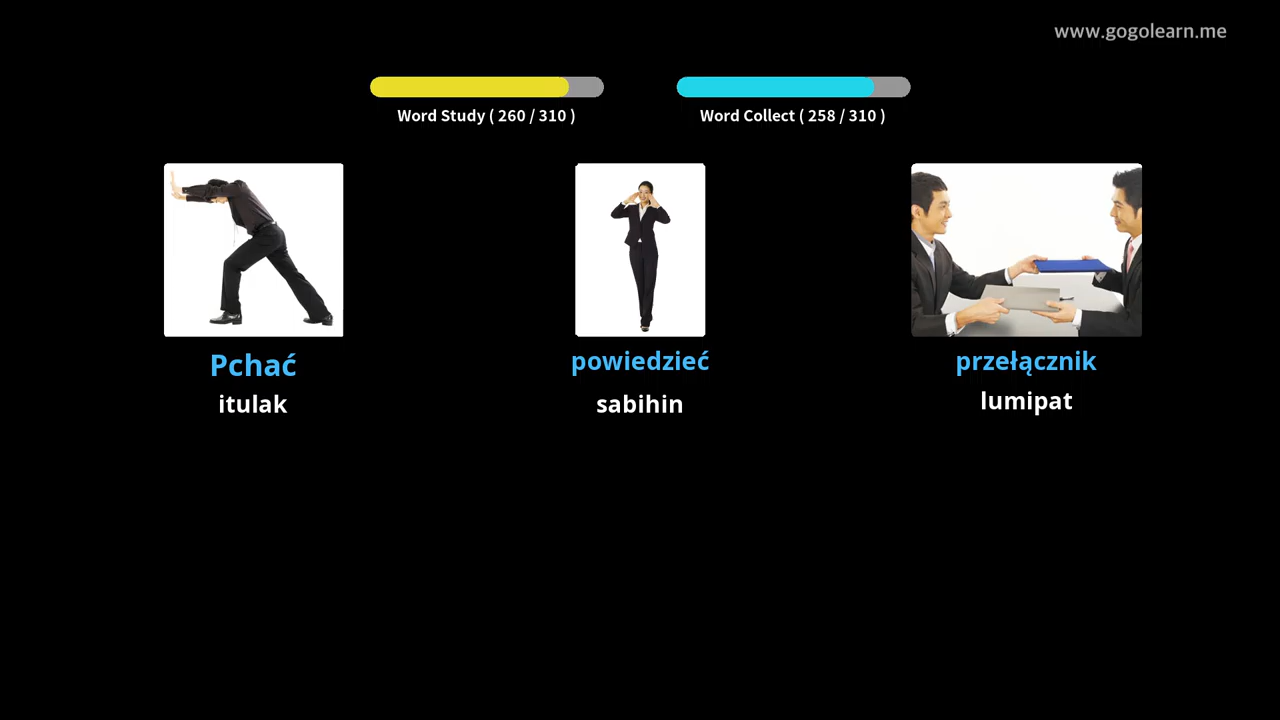 www.gogolearn.me
Word Study ( 260 / 310 )
Word Collect ( 258 / 310 )
Pchać
powiedzieć
przełącznik
itulak
sabihin
lumipat